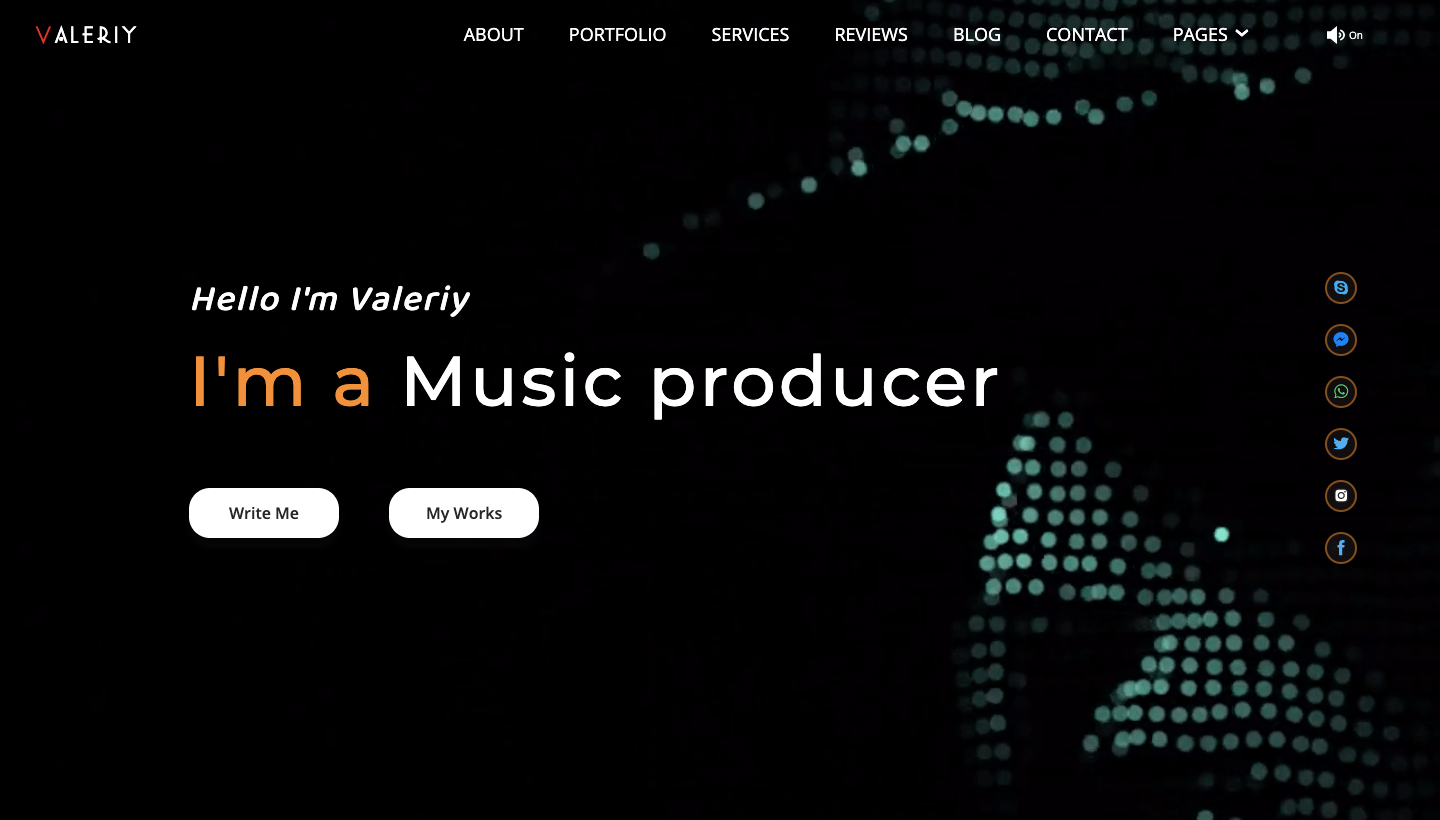 VALERIY
ABOUT PORTFOLIO SERVICES REVIEWS BLOG CONTACT PAGES On
Hello I'm Valeriy
I'm a Music producer
Write Me My Works